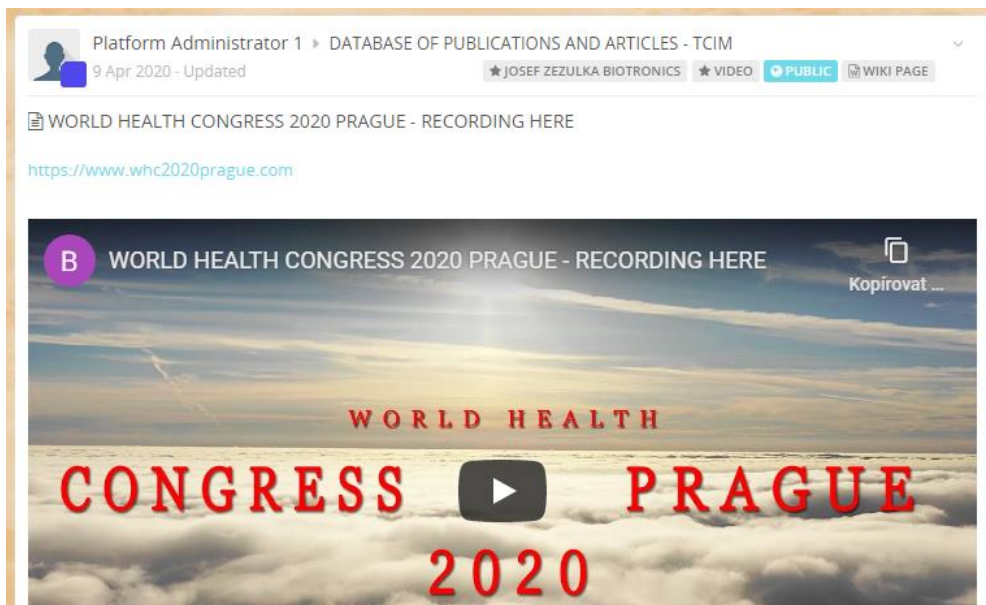 Platform Administrator 1 ▸ DATABASE OF PUBLICATIONS AND ARTICLES - TCIM
9 Apr 2020 - Updated
★ JOSEF ZEZULKA BIOTRONICS ★ VIDEO PUBLIC WIKI PAGE
WORLD HEALTH CONGRESS 2020 PRAGUE - RECORDING HERE
https://www.whc2020prague.com
B WORLD HEALTH CONGRESS 2020 PRAGUE - RECORDING HERE
Kopírovat ...
WORLD HEALTH
CONGRESS PRAGUE
2020